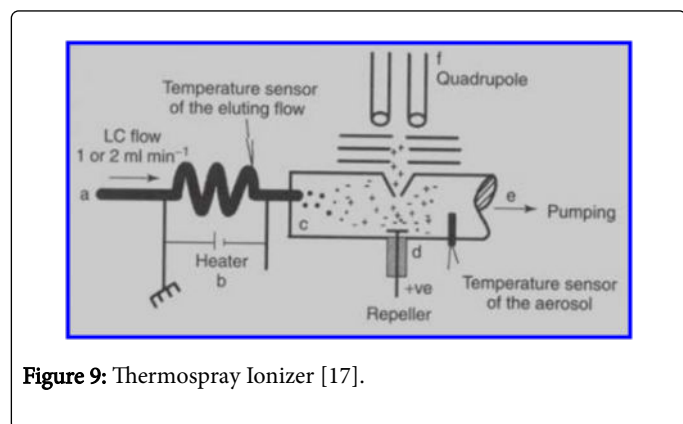 f
Quadrupole
Temperature sensor
of the eluting flow
LC flow
1 or 2 ml min⁻¹
a
e
Pumping
c
d
Heater
b
+ve
Repeller
Temperature sensor
of the aerosol
Figure 9: Thermospray Ionizer [17].